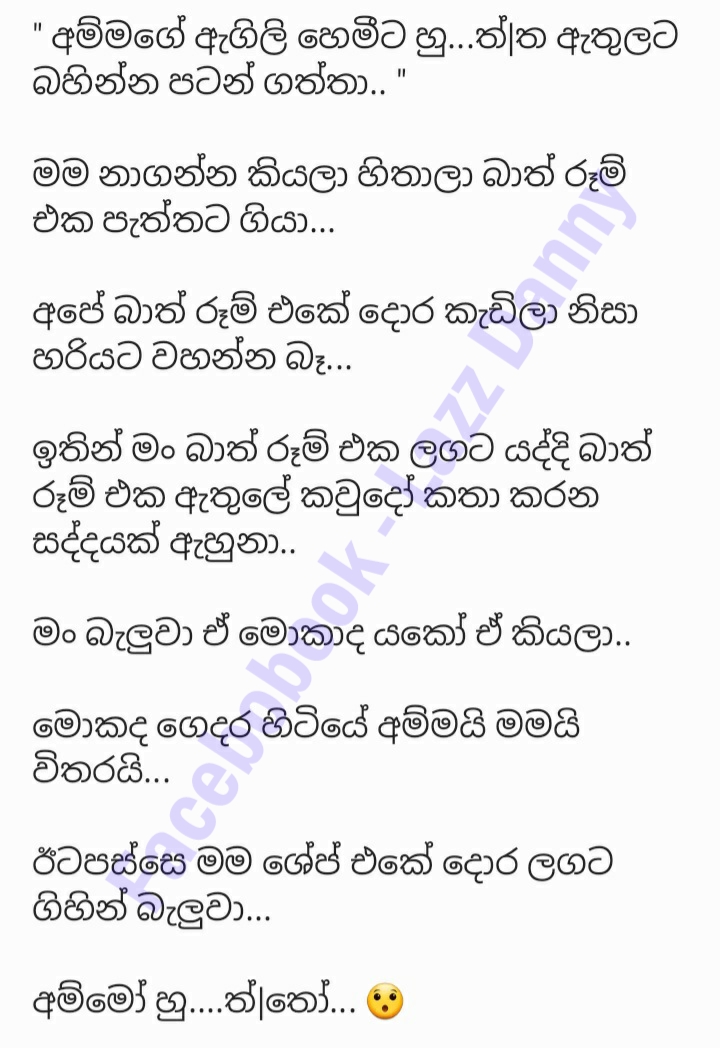 " අම්මගේ ඇගිලි හෙමීට හු...ත්|ත ඇතුලට
බහින්න පටන් ගත්තා.. "
මම නාගන්න කියලා හිතාලා බාත් රූම්
එක පැත්තට ගියා...
අපේ බාත් රූම් එකේ දොර කැඩිලා නිසා
හරියට වහන්න බෑ...
ඉතින් මං බාත් රූම් එක ලගට යද්දි බාත්
රූම් එක ඇතුලේ කවුදෝ කතා කරන
සද්දයක් ඇහුනා..
මං බැලුවා ඒ මොකාද යකෝ ඒ කියලා..
මොකද ගෙදර හිටියේ අම්මයි මමයි
විතරයි...
ඊටපස්සෙ මම ශේප් එකේ දොර ලගට
ගිහින් බැලුවා...
අම්මෝ හු....ත්|තෝ... 😯
Facebobook - Lazz Danny